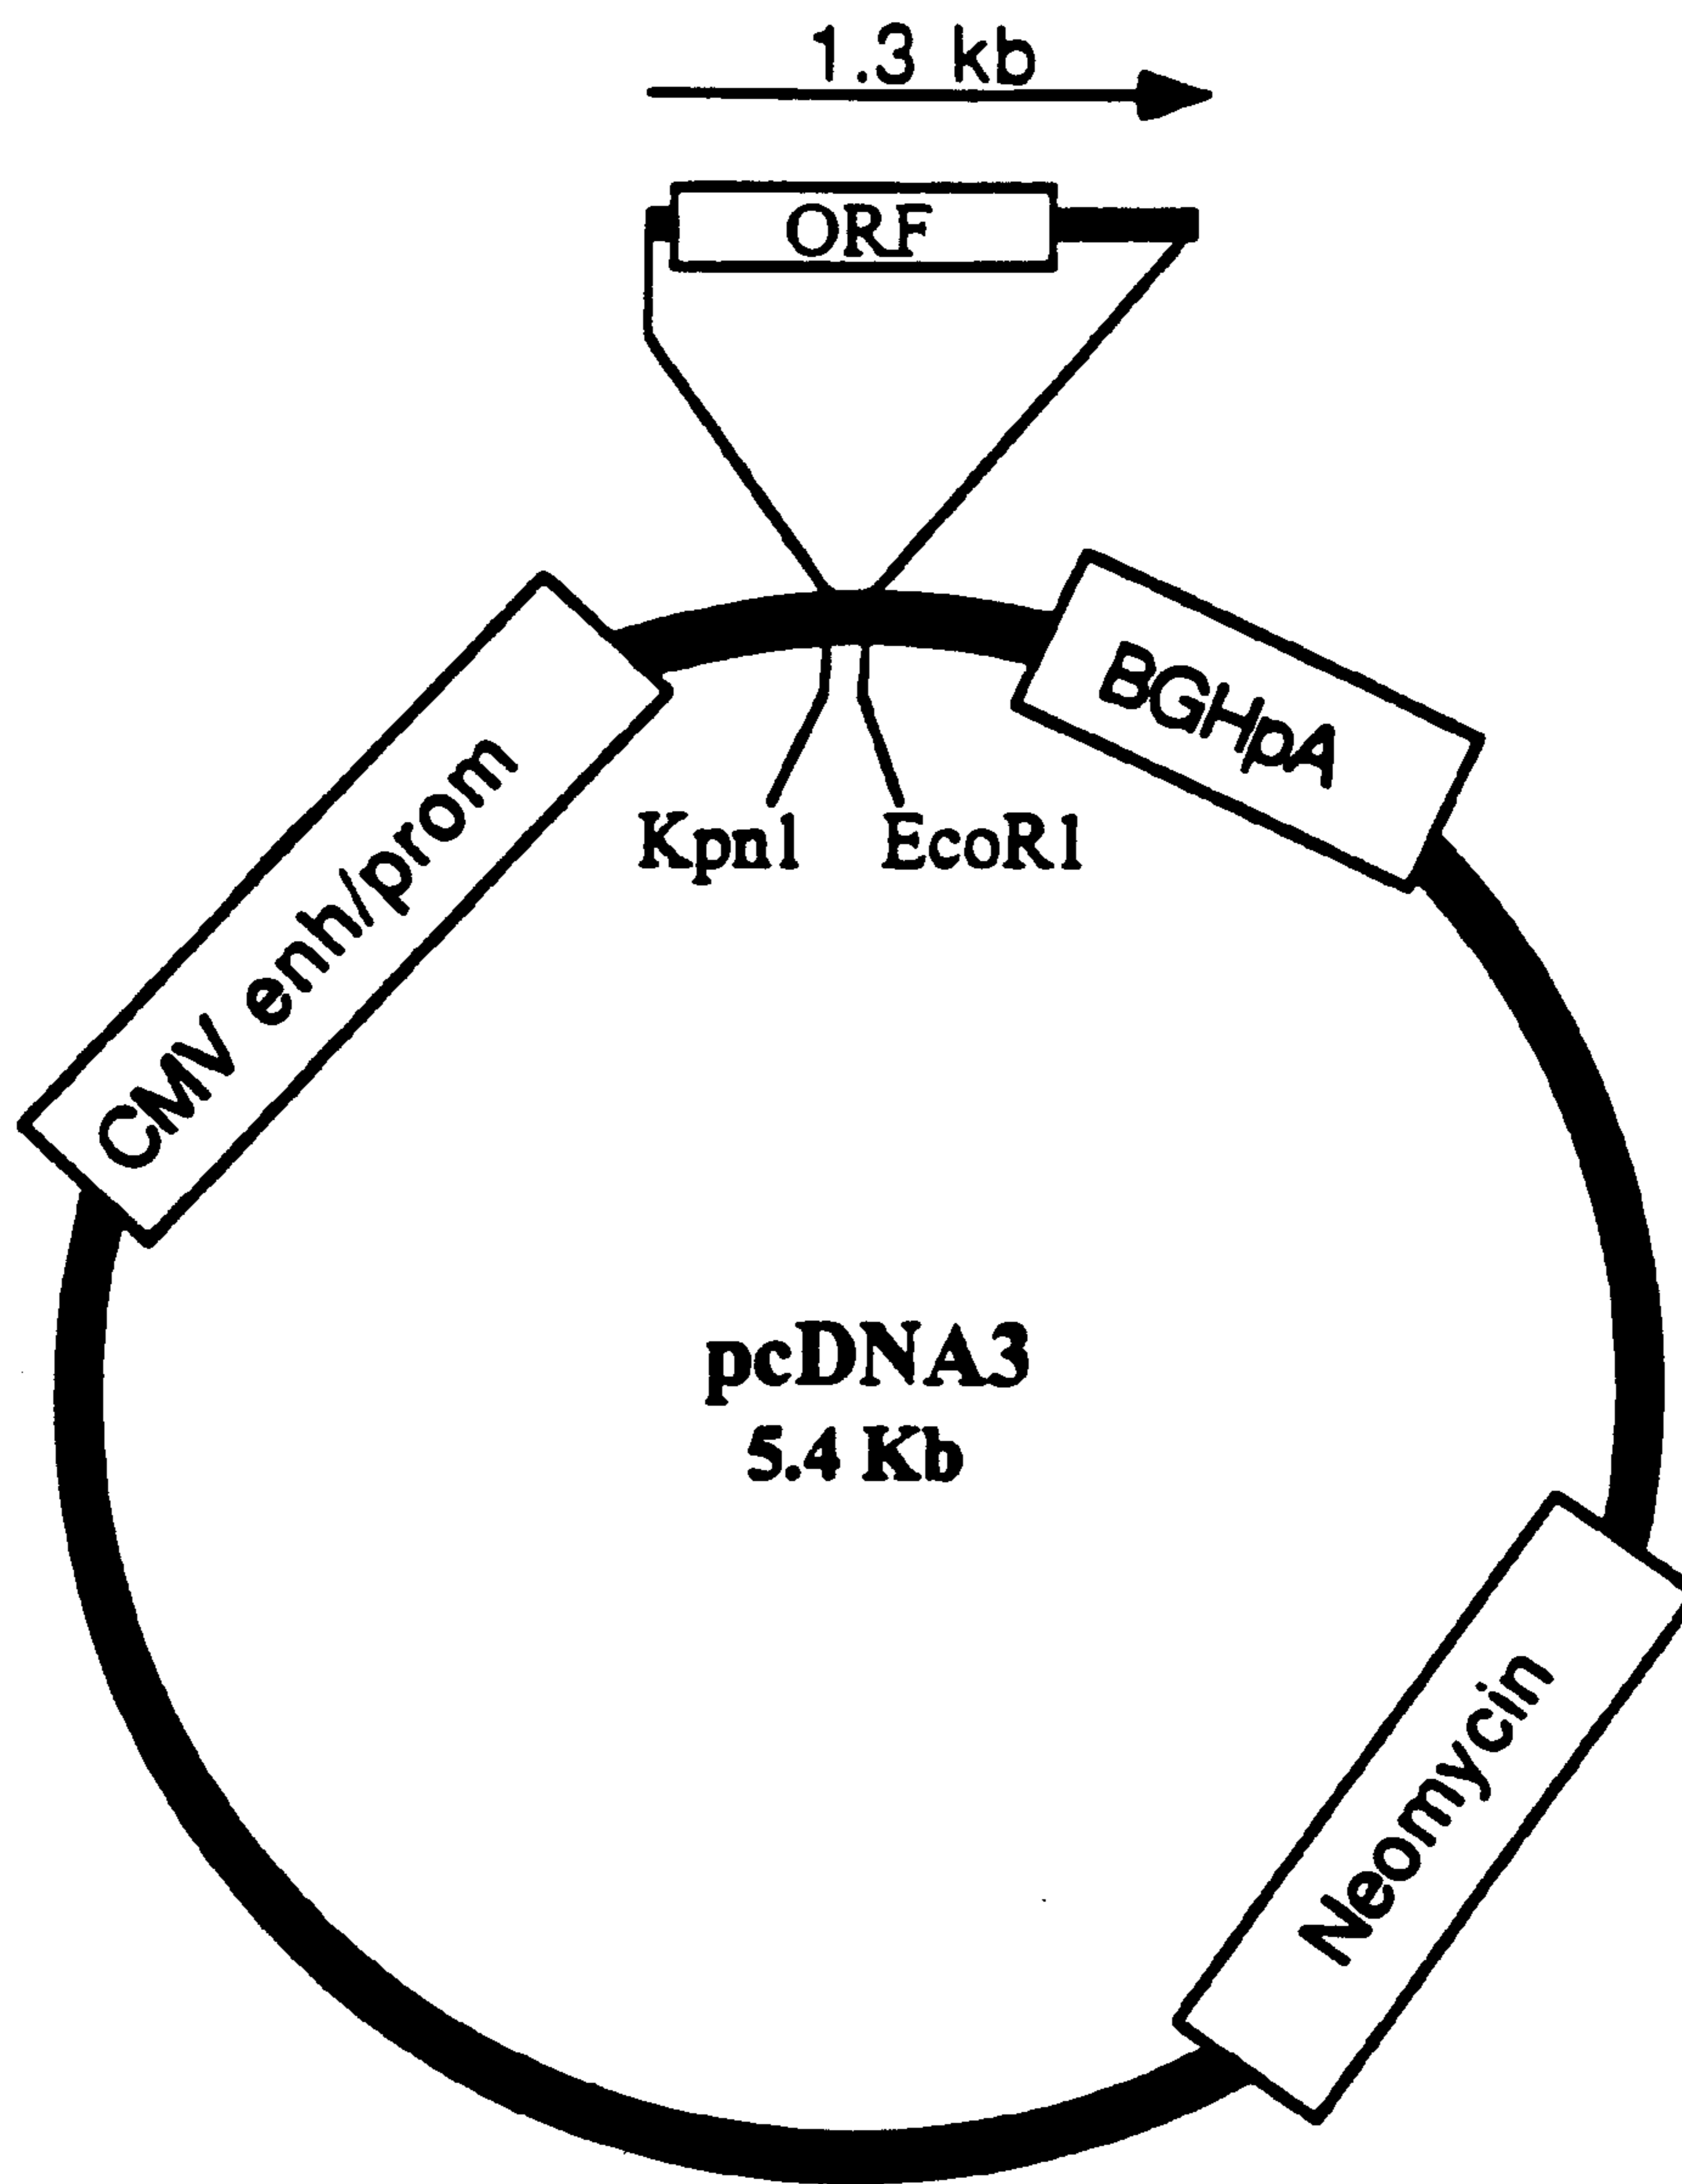 1.3 kb
ORF
CMV enh/prom
BGHpA
Kpn1
EcoR1
pcDNA3
5.4 Kb
Neomycin